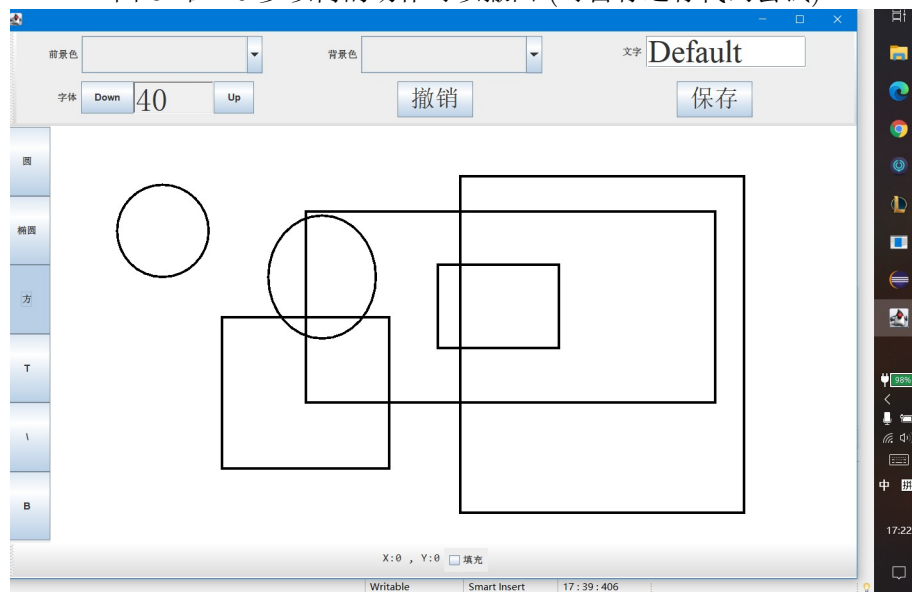 前景色
背景色
文字 Default
字体 Down 40 Up
撤销
保存
圆
椭圆
方
T
\
B
X:0 , Y:0 填充
Writable Smart Insert 17 : 39 : 406
98%
中 拼
17:22